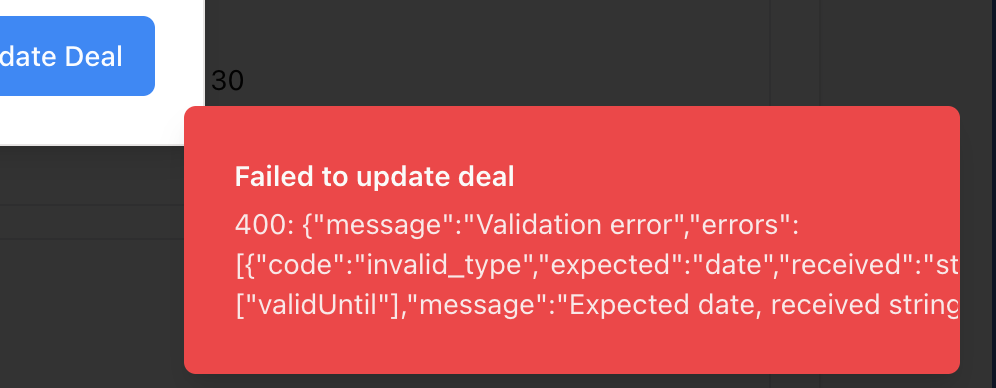 date Deal
30
Failed to update deal
400: {"message":"Validation error","errors":
[{"code":"invalid_type","expected":"date","received":"st
["validUntil"],"message":"Expected date, received string